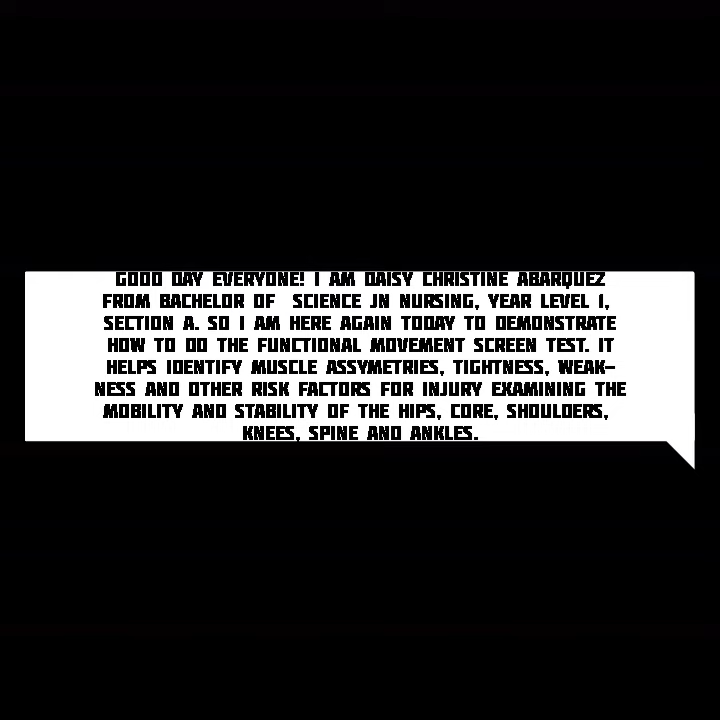 GOOD DAY EVERYONE! I AM DAISY CHRISTINE ABARQUEZ
FROM BACHELOR OF SCIENCE JN NURSING, YEAR LEVEL 1,
SECTION A. SO I AM HERE AGAIN TODAY TO DEMONSTRATE
HOW TO DO THE FUNCTIONAL MOVEMENT SCREEN TEST. IT
HELPS IDENTIFY MUSCLE ASSYMETRIES, TIGHTNESS, WEAK-
NESS AND OTHER RISK FACTORS FOR INJURY EXAMINING THE
MOBILITY AND STABILITY OF THE HIPS, CORE, SHOULDERS,
KNEES, SPINE AND ANKLES.